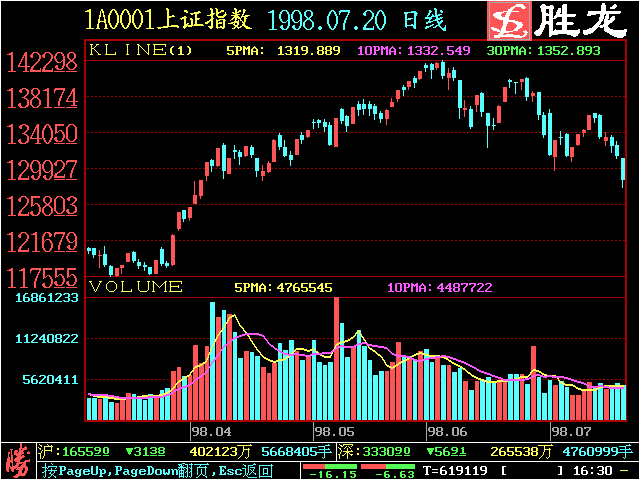 1A0001上证指数 1998.07.20 日线 胜龙
KLINE(1) 5PMA: 1319.889 10PMA:1332.549 30PMA:1352.893
142298
138174
134050
129927
125803
121679
117555
VOLUME 5PMA:4765545 10PMA:4487722
16861233
11240822
5620411
98.04 98.05 98.06 98.07
胜 沪:165590 ▼3138 402123万 5668405手 深:333090 ▼5691 265538万 4760999手
按PageUp,PageDown翻页,Esc返回 -16.15 -6.63 T=619119 [ ] 16:30 -